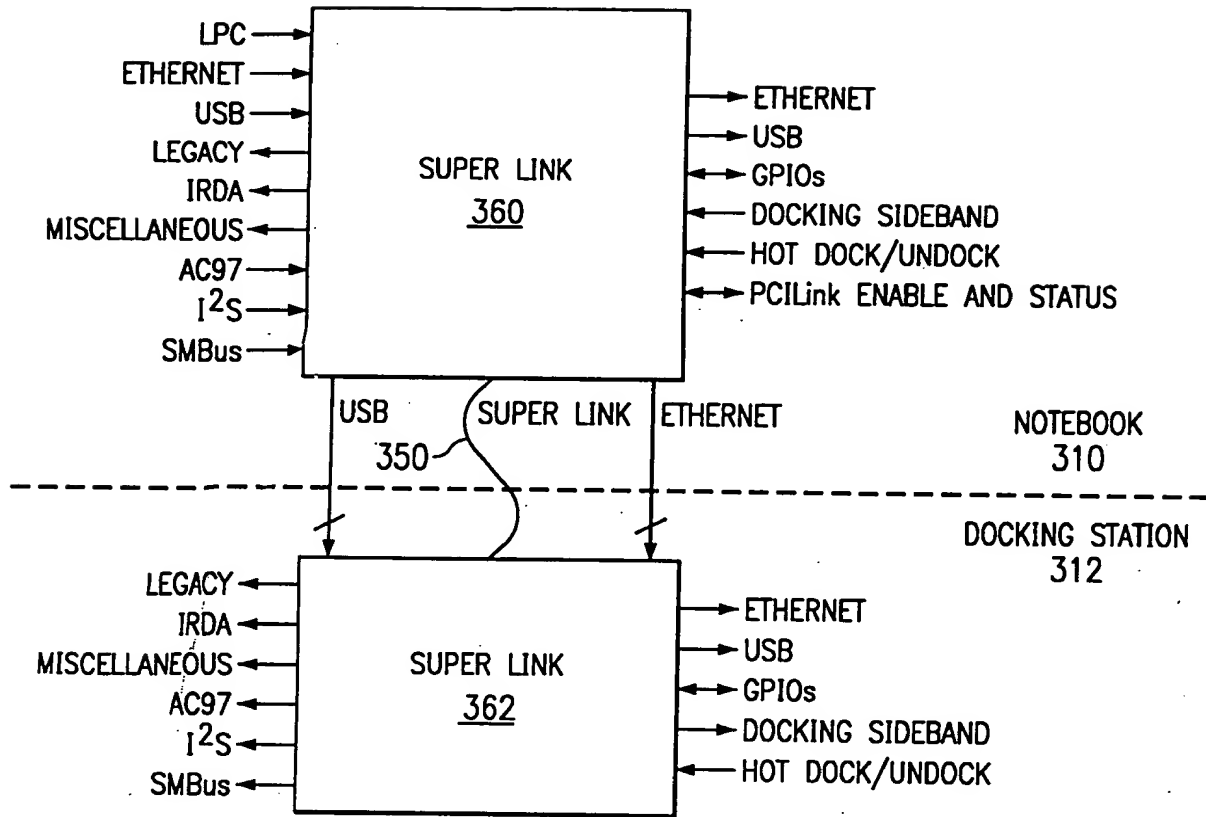 LPC
ETHERNET
USB
LEGACY
IRDA
MISCELLANEOUS
AC97
I²S
SMBus
SUPER LINK
360
ETHERNET
USB
GPIOs
DOCKING SIDEBAND
HOT DOCK/UNDOCK
PCILink ENABLE AND STATUS
USB
SUPER LINK
ETHERNET
350
NOTEBOOK
310
DOCKING STATION
312
LEGACY
IRDA
MISCELLANEOUS
AC97
I²S
SMBus
SUPER LINK
362
ETHERNET
USB
GPIOs
DOCKING SIDEBAND
HOT DOCK/UNDOCK